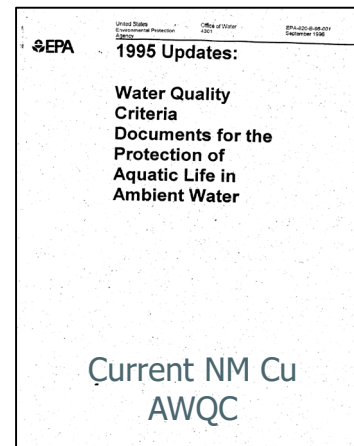 United States
Environmental Protection
Agency
Office of Water
4301
EPA-820-B-96-001
September 1996
EPA
1995 Updates:
Water Quality
Criteria
Documents for the
Protection of
Aquatic Life in
Ambient Water
Current NM Cu
AWQC